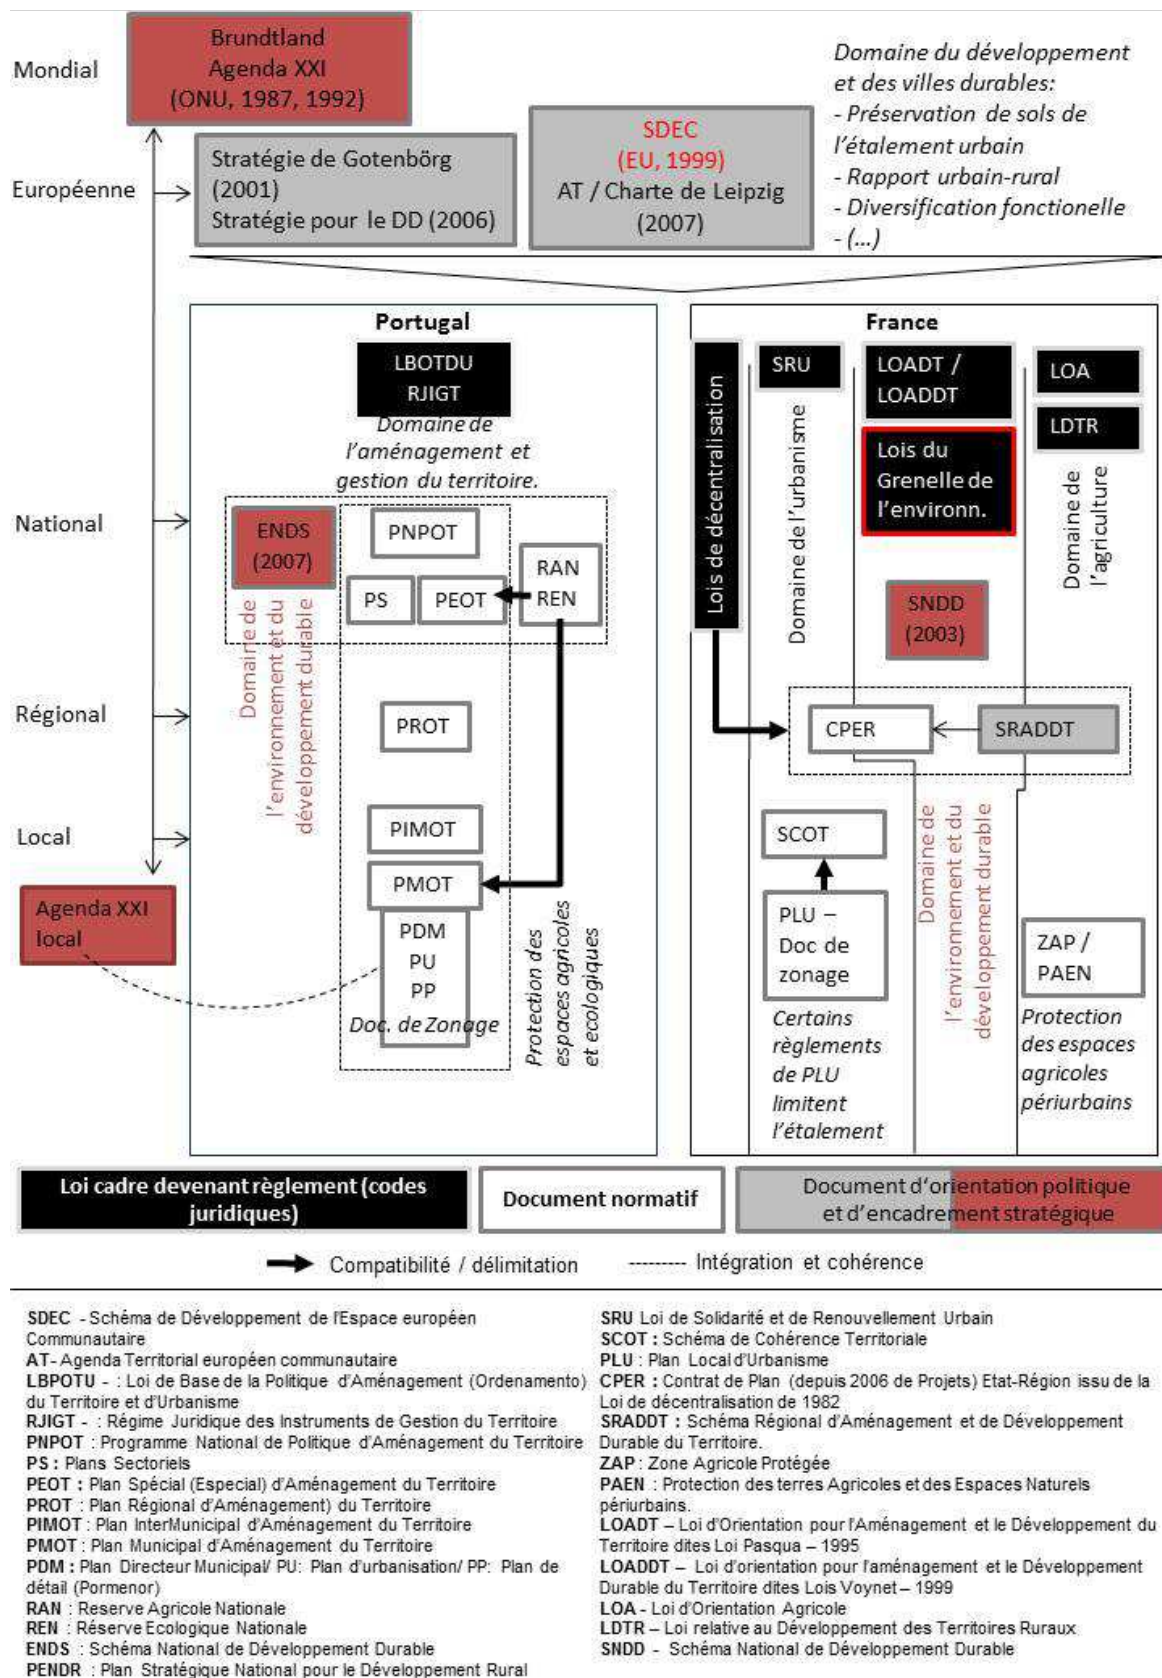 Mondial
Brundtland
Agenda XXI
(ONU, 1987, 1992)
Domaine du développement
et des villes durables:
- Préservation de sols de
l'étalement urbain
- Rapport urbain-rural
- Diversification fonctionelle
- (...)
Européenne
Stratégie de Gotenbörg
(2001)
Stratégie pour le DD (2006)
SDEC
(EU, 1999)
AT / Charte de Leipzig
(2007)
Portugal
LBOTDU
RJIGT
Domaine de
l'aménagement et
gestion du territoire.
National
ENDS
(2007)
PNPOT
PS
PEOT
RAN
REN
Domaine de
l'environnement et du
développement durable
Régional
PROT
Local
PIMOT
PMOT
Agenda XXI
local
PDM
PU
PP
Doc. de Zonage
Protection des
espaces agricoles
et ecologiques
France
Lois de décentralisation
SRU
Domaine de l'urbanisme
LOADT /
LOADDT
Lois du
Grenelle de
l'environn.
LOA
LDTR
Domaine de
l'agriculture
SNDD
(2003)
CPER
SRADDT
SCOT
PLU –
Doc de
zonage
Certains
règlements
de PLU
limitent
l'étalement
Domaine de
l'environnement et du
développement durable
ZAP /
PAEN
Protection
des espaces
agricoles
périurbains
Loi cadre devenant règlement (codes
juridiques)
Document normatif
Document d'orientation politique
et d'encadrement stratégique
Compatibilité / délimitation
Intégration et cohérence
SDEC - Schéma de Développement de l'Espace européen
Communautaire
AT- Agenda Territorial européen communautaire
LBPOTU - : Loi de Base de la Politique d'Aménagement (Ordenamento)
du Territoire et d'Urbanisme
RJIGT - : Régime Juridique des Instruments de Gestion du Territoire
PNPOT : Programme National de Politique d'Aménagement du Territoire
PS : Plans Sectoriels
PEOT : Plan Spécial (Especial) d'Aménagement du Territoire
PROT : Plan Régional d'Aménagement) du Territoire
PIMOT : Plan InterMunicipal d'Aménagement du Territoire
PMOT : Plan Municipal d'Aménagement du Territoire
PDM : Plan Directeur Municipal/ PU: Plan d'urbanisation/ PP: Plan de
détail (Pormenor)
RAN : Reserve Agricole Nationale
REN : Réserve Ecologique Nationale
ENDS : Schéma National de Développement Durable
PENDR : Plan Stratégique National pour le Développement Rural
SRU Loi de Solidarité et de Renouvellement Urbain
SCOT : Schéma de Cohérence Territoriale
PLU : Plan Local d'Urbanisme
CPER : Contrat de Plan (depuis 2006 de Projets) Etat-Région issu de la
Loi de décentralisation de 1982
SRADDT : Schéma Régional d'Aménagement et de Développement
Durable du Territoire.
ZAP : Zone Agricole Protégée
PAEN : Protection des terres Agricoles et des Espaces Naturels
périurbains.
LOADT – Loi d'Orientation pour l'Aménagement et le Développement du
Territoire dites Loi Pasqua – 1995
LOADDT – Loi d'orientation pour l'aménagement et le Développement
Durable du Territoire dites Lois Voynet – 1999
LOA - Loi d'Orientation Agricole
LDTR – Loi relative au Développement des Territoires Ruraux
SNDD - Schéma National de Développement Durable